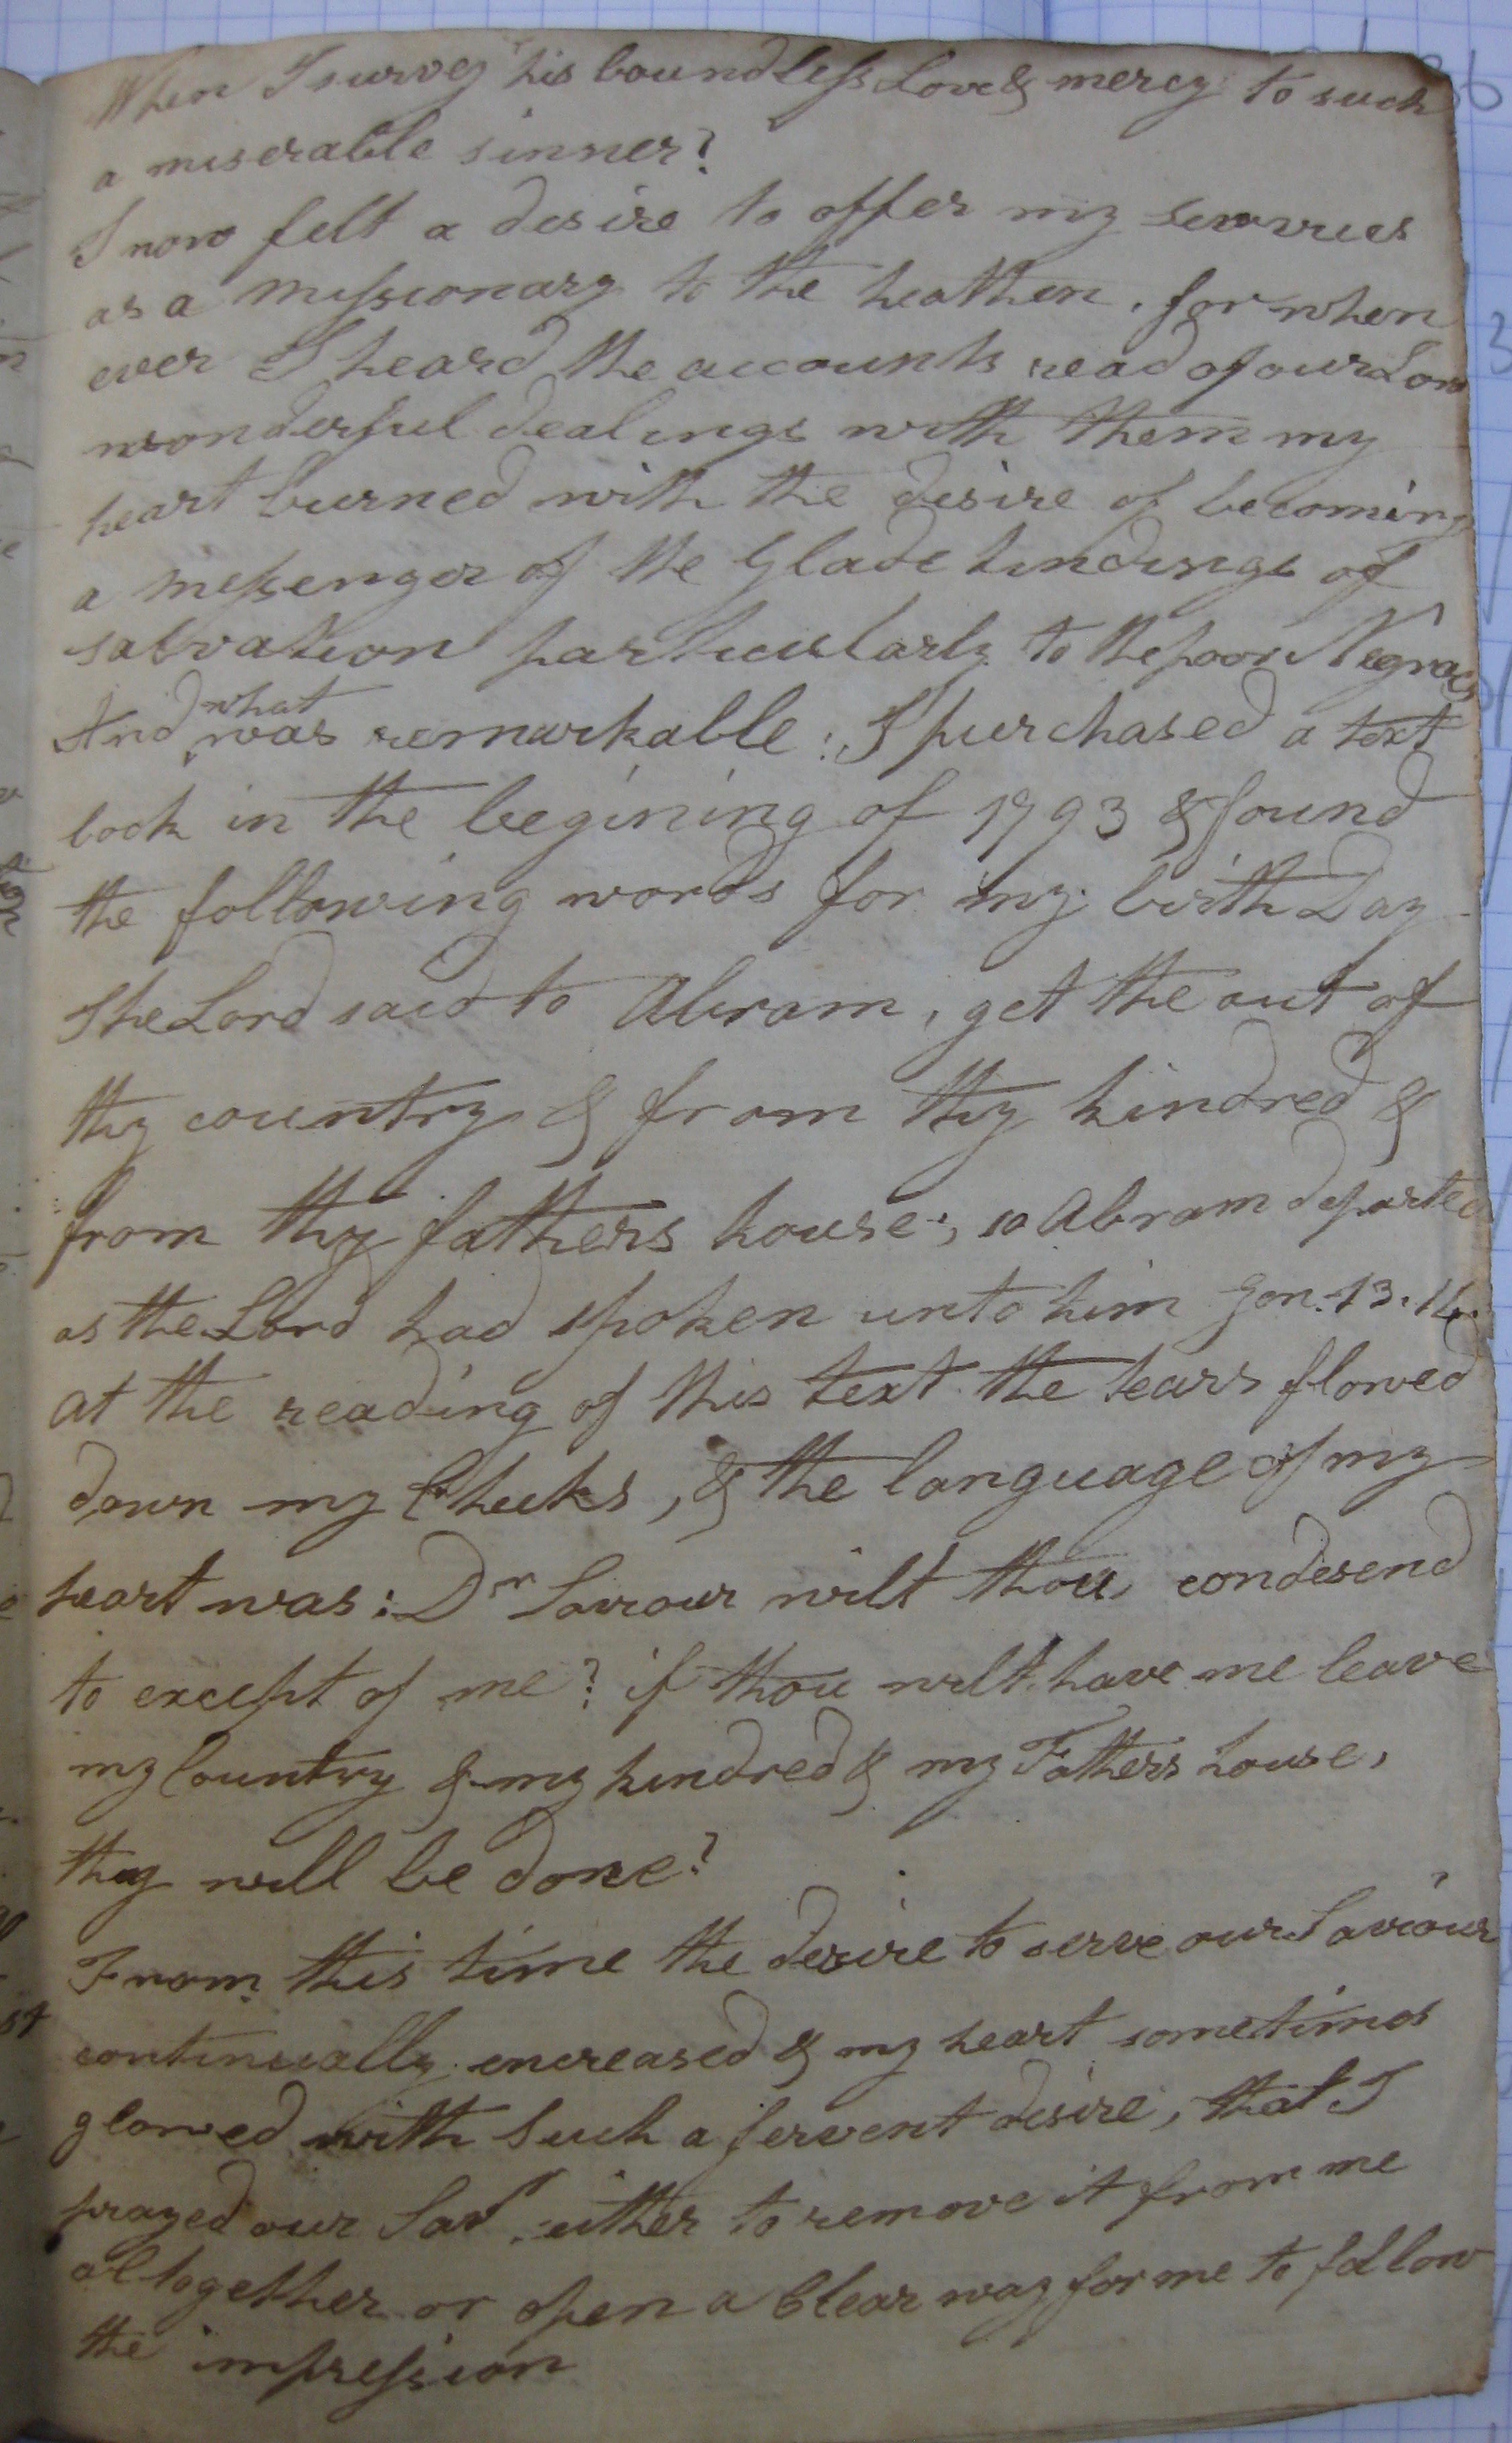 When I survey his boundless Love & mercy to such
a miserable sinner?
I now felt a desire to offer my servvices
as a missionary to the heathen, for when
ever I heard the accounts read of our Lord
wonderful dealings with them my
heart burned with the desire of becoming
a messenger of the Glade tindings of
salvation particularly to the poor Negroes
And what was remarkable: I purchased a text
book in the begining of 1793 & found
the following words for my birth Day
The Lord said to Abram, get the out of
thy country & from thy kindred &
from thy fathers house, so Abram departed
as the Lord had spoken unto him Gen. 13. 14.
at the reading of this text the tears flowed
down my Cheeks, & the language of my
heart was: Dr Saviour wilt thou condesend
to except of me? if thou wilt have me leave
my Country & my kindred & my Fathers house,
thy will be done?
From this time the desire to serve our Saviour
continually encreased & my heart sometimes
glowed with such a fervent desire, that I
prayed our Savr either to remove it from me
altogether or open a Clear way for me to follow
the impression